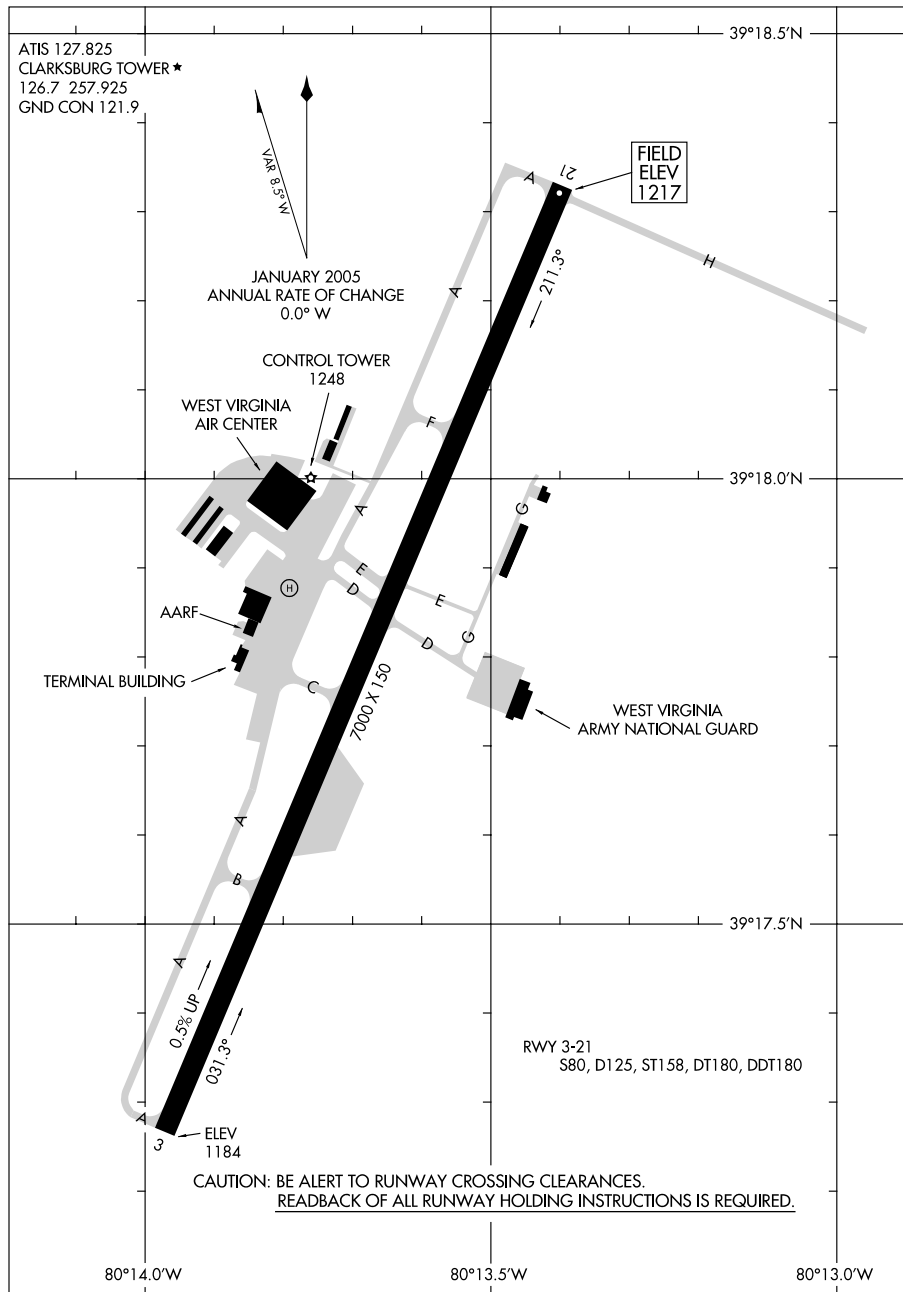 39°18.5'N
ATIS 127.825
CLARKSBURG TOWER ★
126.7 257.925
GND CON 121.9
VAR 8.5° W
FIELD
ELEV
1217
21
A
H
211.3°
JANUARY 2005
ANNUAL RATE OF CHANGE
0.0° W
A
CONTROL TOWER
1248
WEST VIRGINIA
AIR CENTER
F
39°18.0'N
A
G
E
D
H
E
AARF
G
D
TERMINAL BUILDING
C
7000 X 150
WEST VIRGINIA
ARMY NATIONAL GUARD
A
B
39°17.5'N
A
0.5% UP
031.3°
RWY 3-21
S80, D125, ST158, DT180, DDT180
A
3
ELEV
1184
CAUTION: BE ALERT TO RUNWAY CROSSING CLEARANCES.
READBACK OF ALL RUNWAY HOLDING INSTRUCTIONS IS REQUIRED.
80°14.0'W
80°13.5'W
80°13.0'W